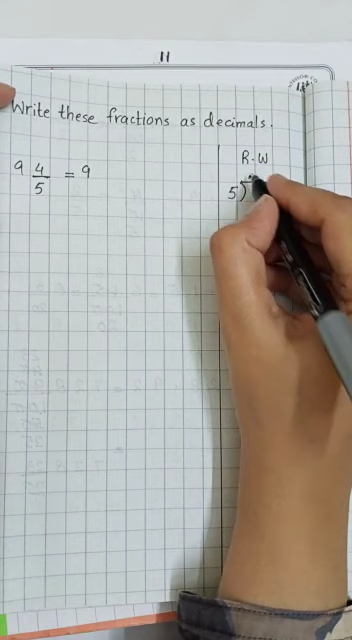 11
Write these fractions as decimals.
R.W
9 4/5 = 9
5)